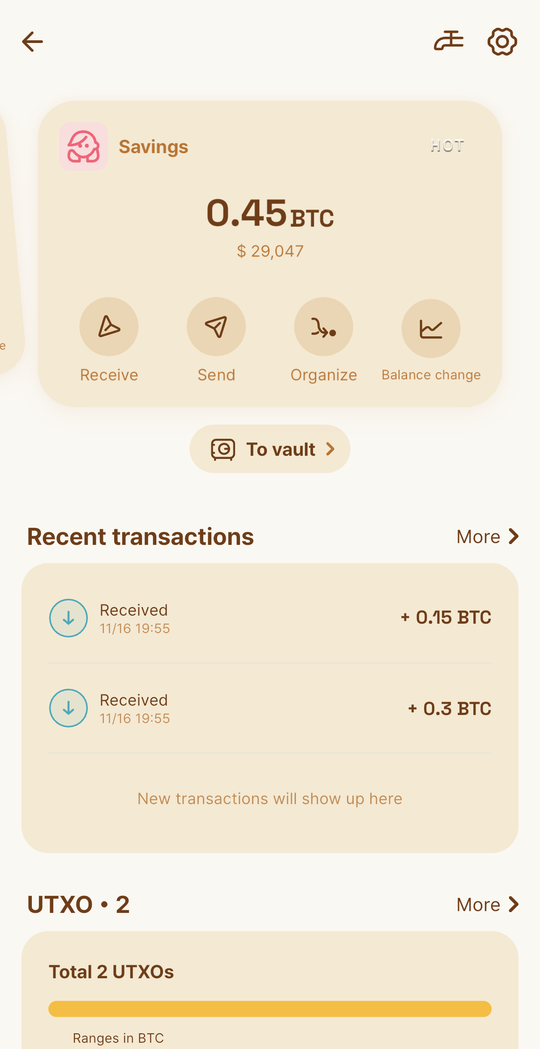 Savings
HOT
0.45 BTC
$ 29,047
e
Receive
Send
Organize
Balance change
To vault
Recent transactions
More
Received
11/16 19:55
+ 0.15 BTC
Received
11/16 19:55
+ 0.3 BTC
New transactions will show up here
UTXO • 2
More
Total 2 UTXOs
Ranges in BTC